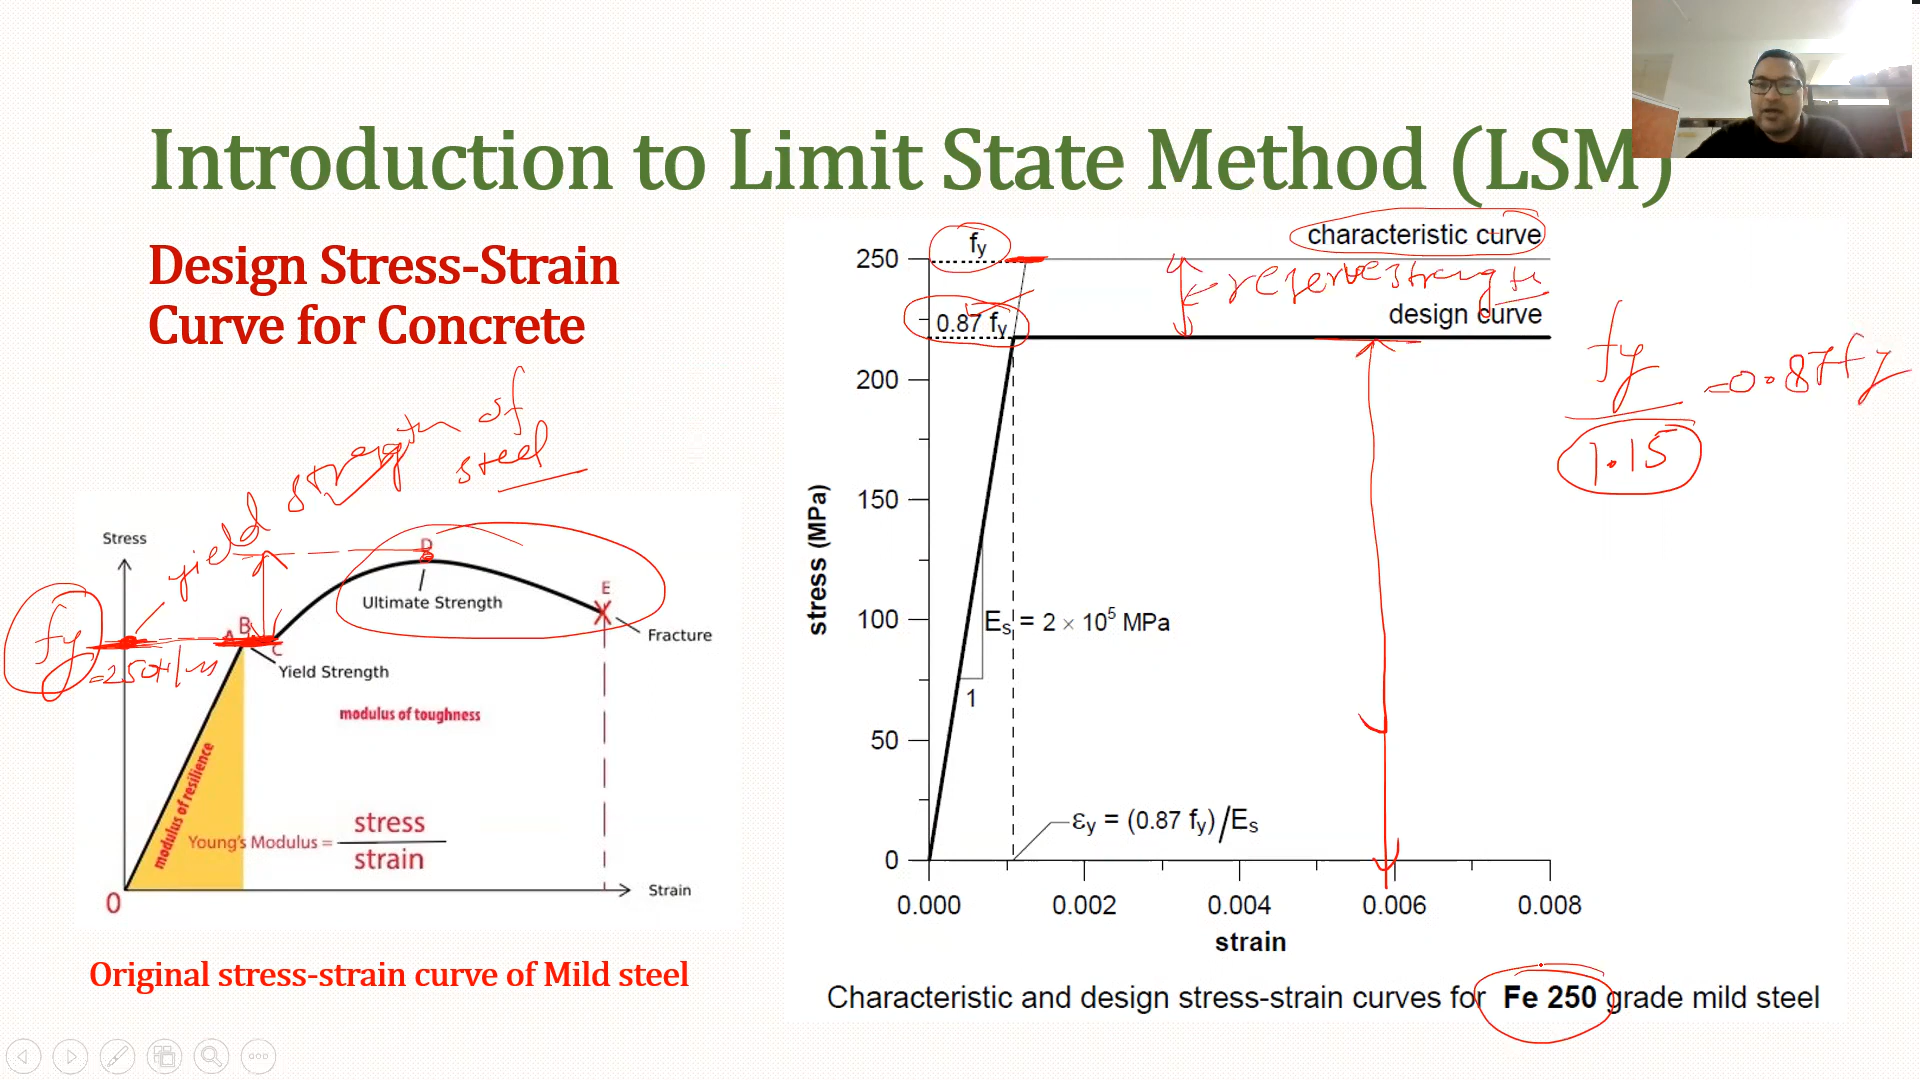 Introduction to Limit State Method (LSM)
Design Stress-Strain
Curve for Concrete
yield strength of
steel
Stress
fy
=250N/
A
B
C
D
E
Ultimate Strength
Fracture
Yield Strength
modulus of toughness
modulus of resilience
Young's Modulus = stress
strain
O
Strain
Original stress-strain curve of Mild steel
fy
characteristic curve
reserve strength
0.87 fy
design curve
250
200
150
100
50
0
stress (MPa)
Es = 2 × 10⁵ MPa
1
εy = (0.87 fy)/Es
0.000
0.002
0.004
0.006
0.008
strain
fy
1.15
=0.87fy
Characteristic and design stress-strain curves for Fe 250 grade mild steel